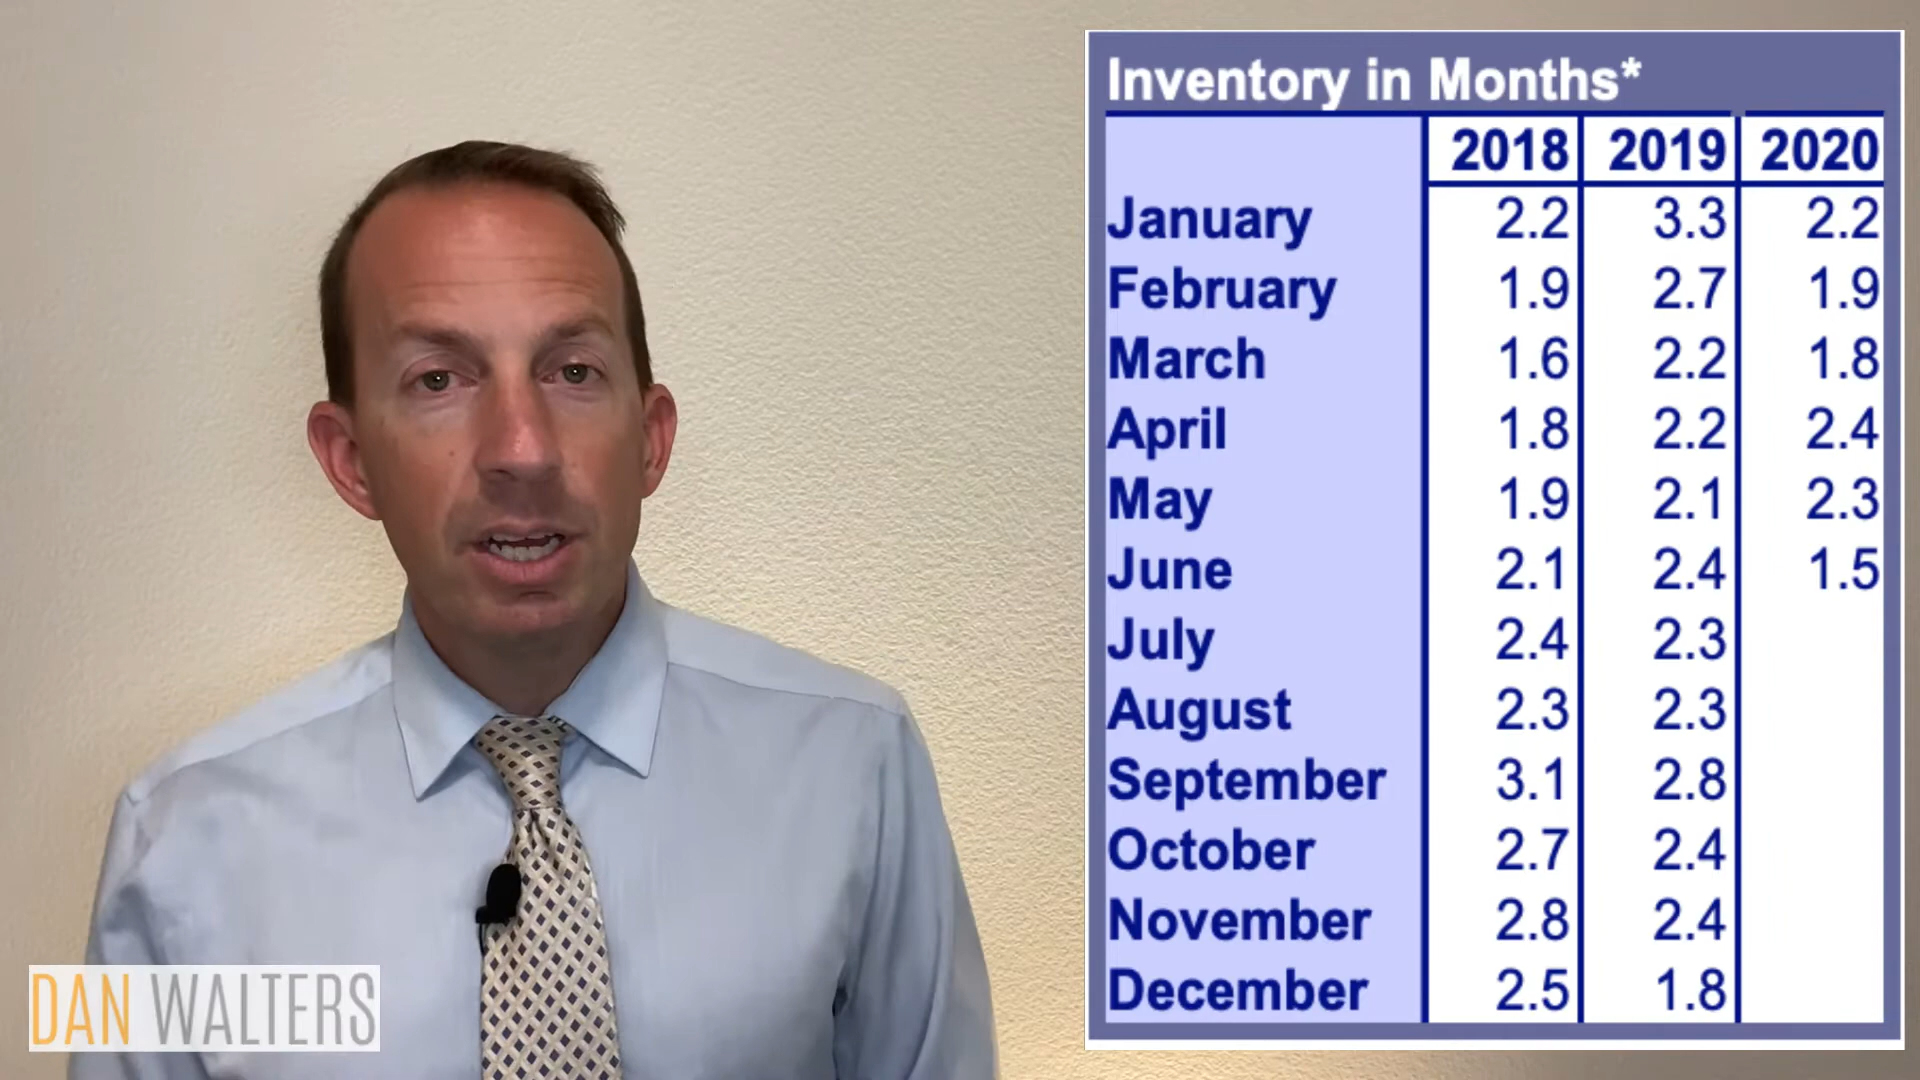 Inventory in Months*
2018 2019 2020
January 2.2 3.3 2.2
February 1.9 2.7 1.9
March 1.6 2.2 1.8
April 1.8 2.2 2.4
May 1.9 2.1 2.3
June 2.1 2.4 1.5
July 2.4 2.3
August 2.3 2.3
September 3.1 2.8
October 2.7 2.4
November 2.8 2.4
December 2.5 1.8
DAN WALTERS